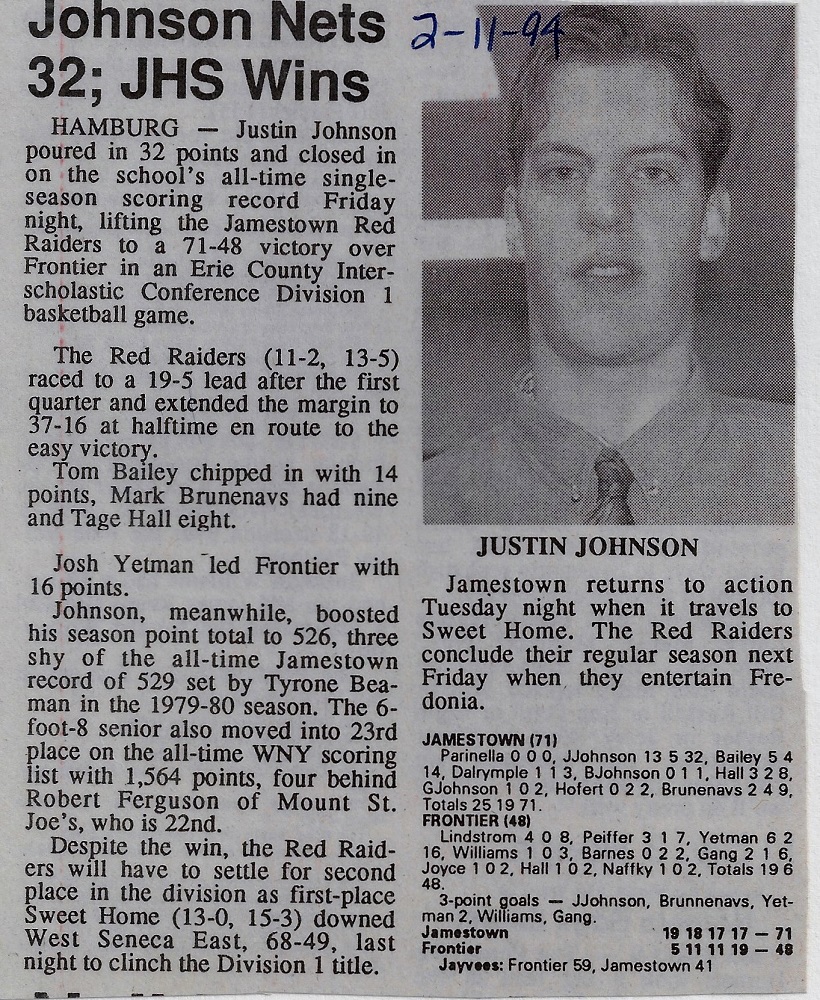 Johnson Nets
32; JHS Wins
2-11-94
HAMBURG — Justin Johnson
poured in 32 points and closed in
on the school's all-time single-
season scoring record Friday
night, lifting the Jamestown Red
Raiders to a 71-48 victory over
Frontier in an Erie County Inter-
scholastic Conference Division 1
basketball game.
The Red Raiders (11-2, 13-5)
raced to a 19-5 lead after the first
quarter and extended the margin to
37-16 at halftime en route to the
easy victory.
Tom Bailey chipped in with 14
points, Mark Brunenavs had nine
and Tage Hall eight.
Josh Yetman led Frontier with
16 points.
Johnson, meanwhile, boosted
his season point total to 526, three
shy of the all-time Jamestown
record of 529 set by Tyrone Bea-
man in the 1979-80 season. The 6-
foot-8 senior also moved into 23rd
place on the all-time WNY scoring
list with 1,564 points, four behind
Robert Ferguson of Mount St.
Joe's, who is 22nd.
Despite the win, the Red Raid-
ers will have to settle for second
place in the division as first-place
Sweet Home (13-0, 15-3) downed
West Seneca East, 68-49, last
night to clinch the Division 1 title.
JUSTIN JOHNSON
Jamestown returns to action
Tuesday night when it travels to
Sweet Home. The Red Raiders
conclude their regular season next
Friday when they entertain Fre-
donia.
JAMESTOWN (71)
Parinella 0 0 0, JJohnson 13 5 32, Bailey 5 4
14, Dalrymple 1 1 3, BJohnson 0 1 1, Hall 3 2 8,
GJohnson 1 0 2, Hofert 0 2 2, Brunenavs 2 4 9,
Totals 25 19 71.
FRONTIER (48)
Lindstrom 4 0 8, Peiffer 3 1 7, Yetman 6 2
16, Williams 1 0 3, Barnes 0 2 2, Gang 2 1 6,
Joyce 1 0 2, Hall 1 0 2, Naffky 1 0 2, Totals 19 6
48.
3-point goals — JJohnson, Brunnenavs, Yet-
man 2, Williams, Gang.
Jamestown 19 18 17 17 — 71
Frontier 5 11 11 19 — 48
Jayvees: Frontier 59, Jamestown 41